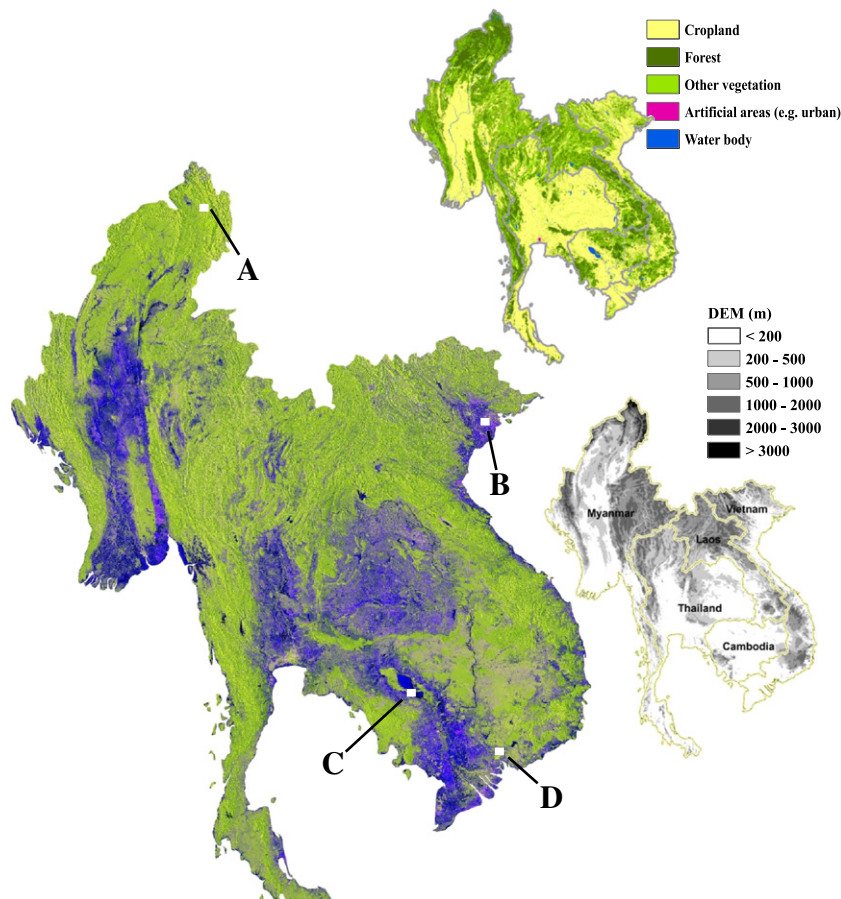 Cropland
Forest
Other vegetation
Artificial areas (e.g. urban)
Water body
A
B
C
D
DEM (m)
< 200
200 - 500
500 - 1000
1000 - 2000
2000 - 3000
> 3000
Myanmar
Vietnam
Laos
Thailand
Cambodia